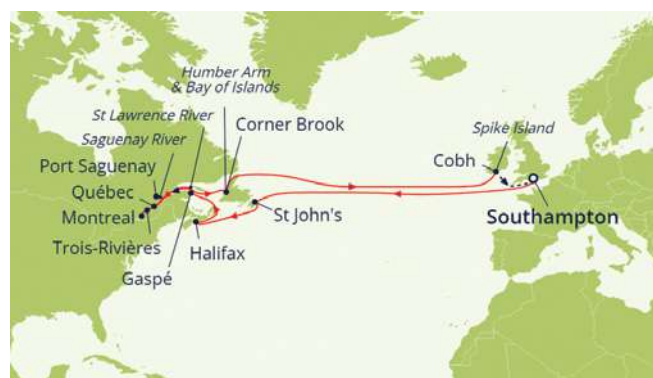 Humber Arm
& Bay of Islands
St Lawrence River
Saguenay River
Corner Brook
Spike Island
Port Saguenay
Cobh
Québec
Montreal
St John's
Southampton
Trois-Rivières
Halifax
Gaspé